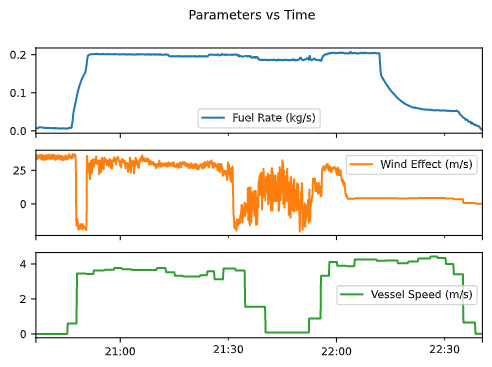 Parameters vs Time
0.2
0.1
0.0
Fuel Rate (kg/s)
25
0
Wind Effect (m/s)
4
2
0
Vessel Speed (m/s)
21:00 21:30 22:00 22:30